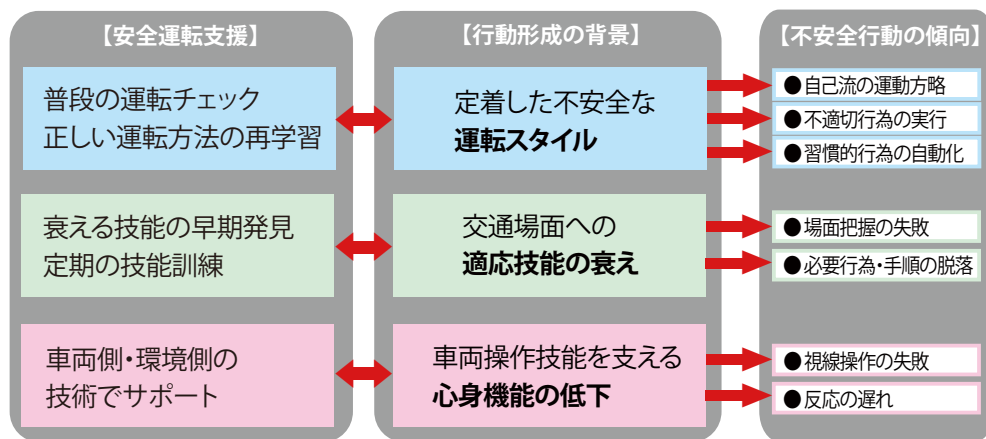 【安全運転支援】
普段の運転チェック
正しい運転方法の再学習
衰える技能の早期発見
定期の技能訓練
車両側・環境側の
技術でサポート
【行動形成の背景】
定着した不安全な
運転スタイル
交通場面への
適応技能の衰え
車両操作技能を支える
心身機能の低下
【不安全行動の傾向】
●自己流の運動方略
●不適切行為の実行
●習慣的行為の自動化
●場面把握の失敗
●必要行為・手順の脱落
●視線操作の失敗
●反応の遅れ